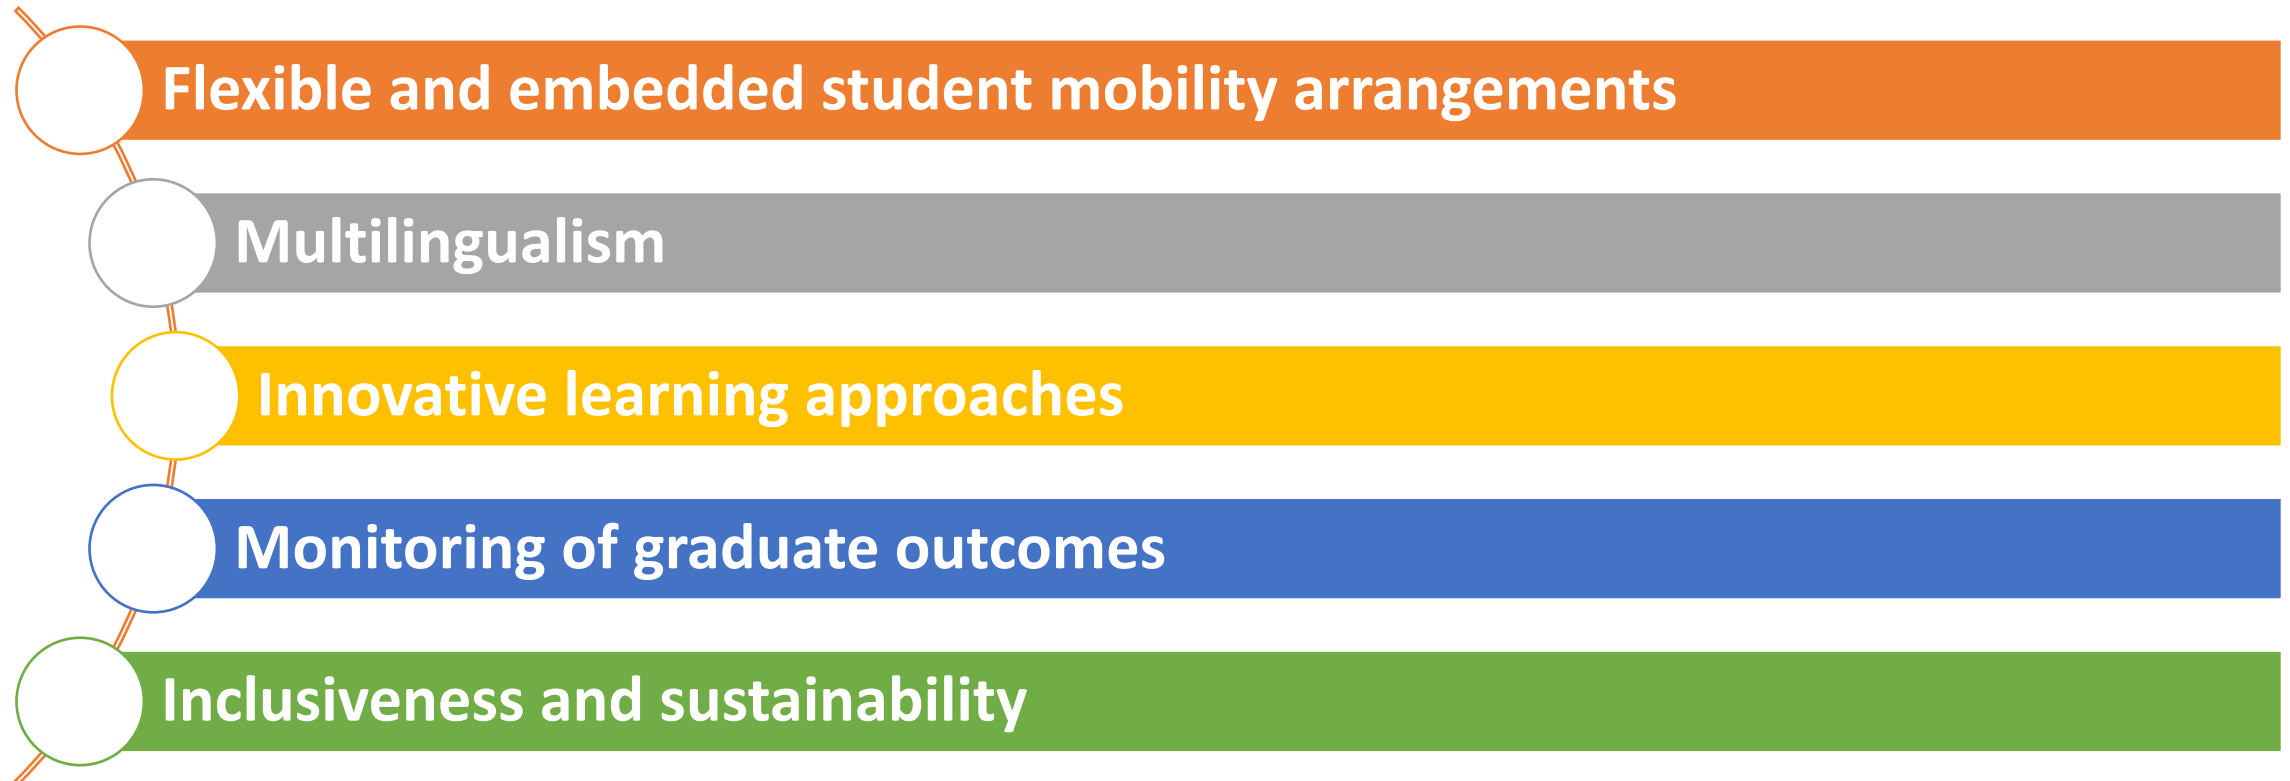 Flexible and embedded student mobility arrangements
Multilingualism
Innovative learning approaches
Monitoring of graduate outcomes
Inclusiveness and sustainability